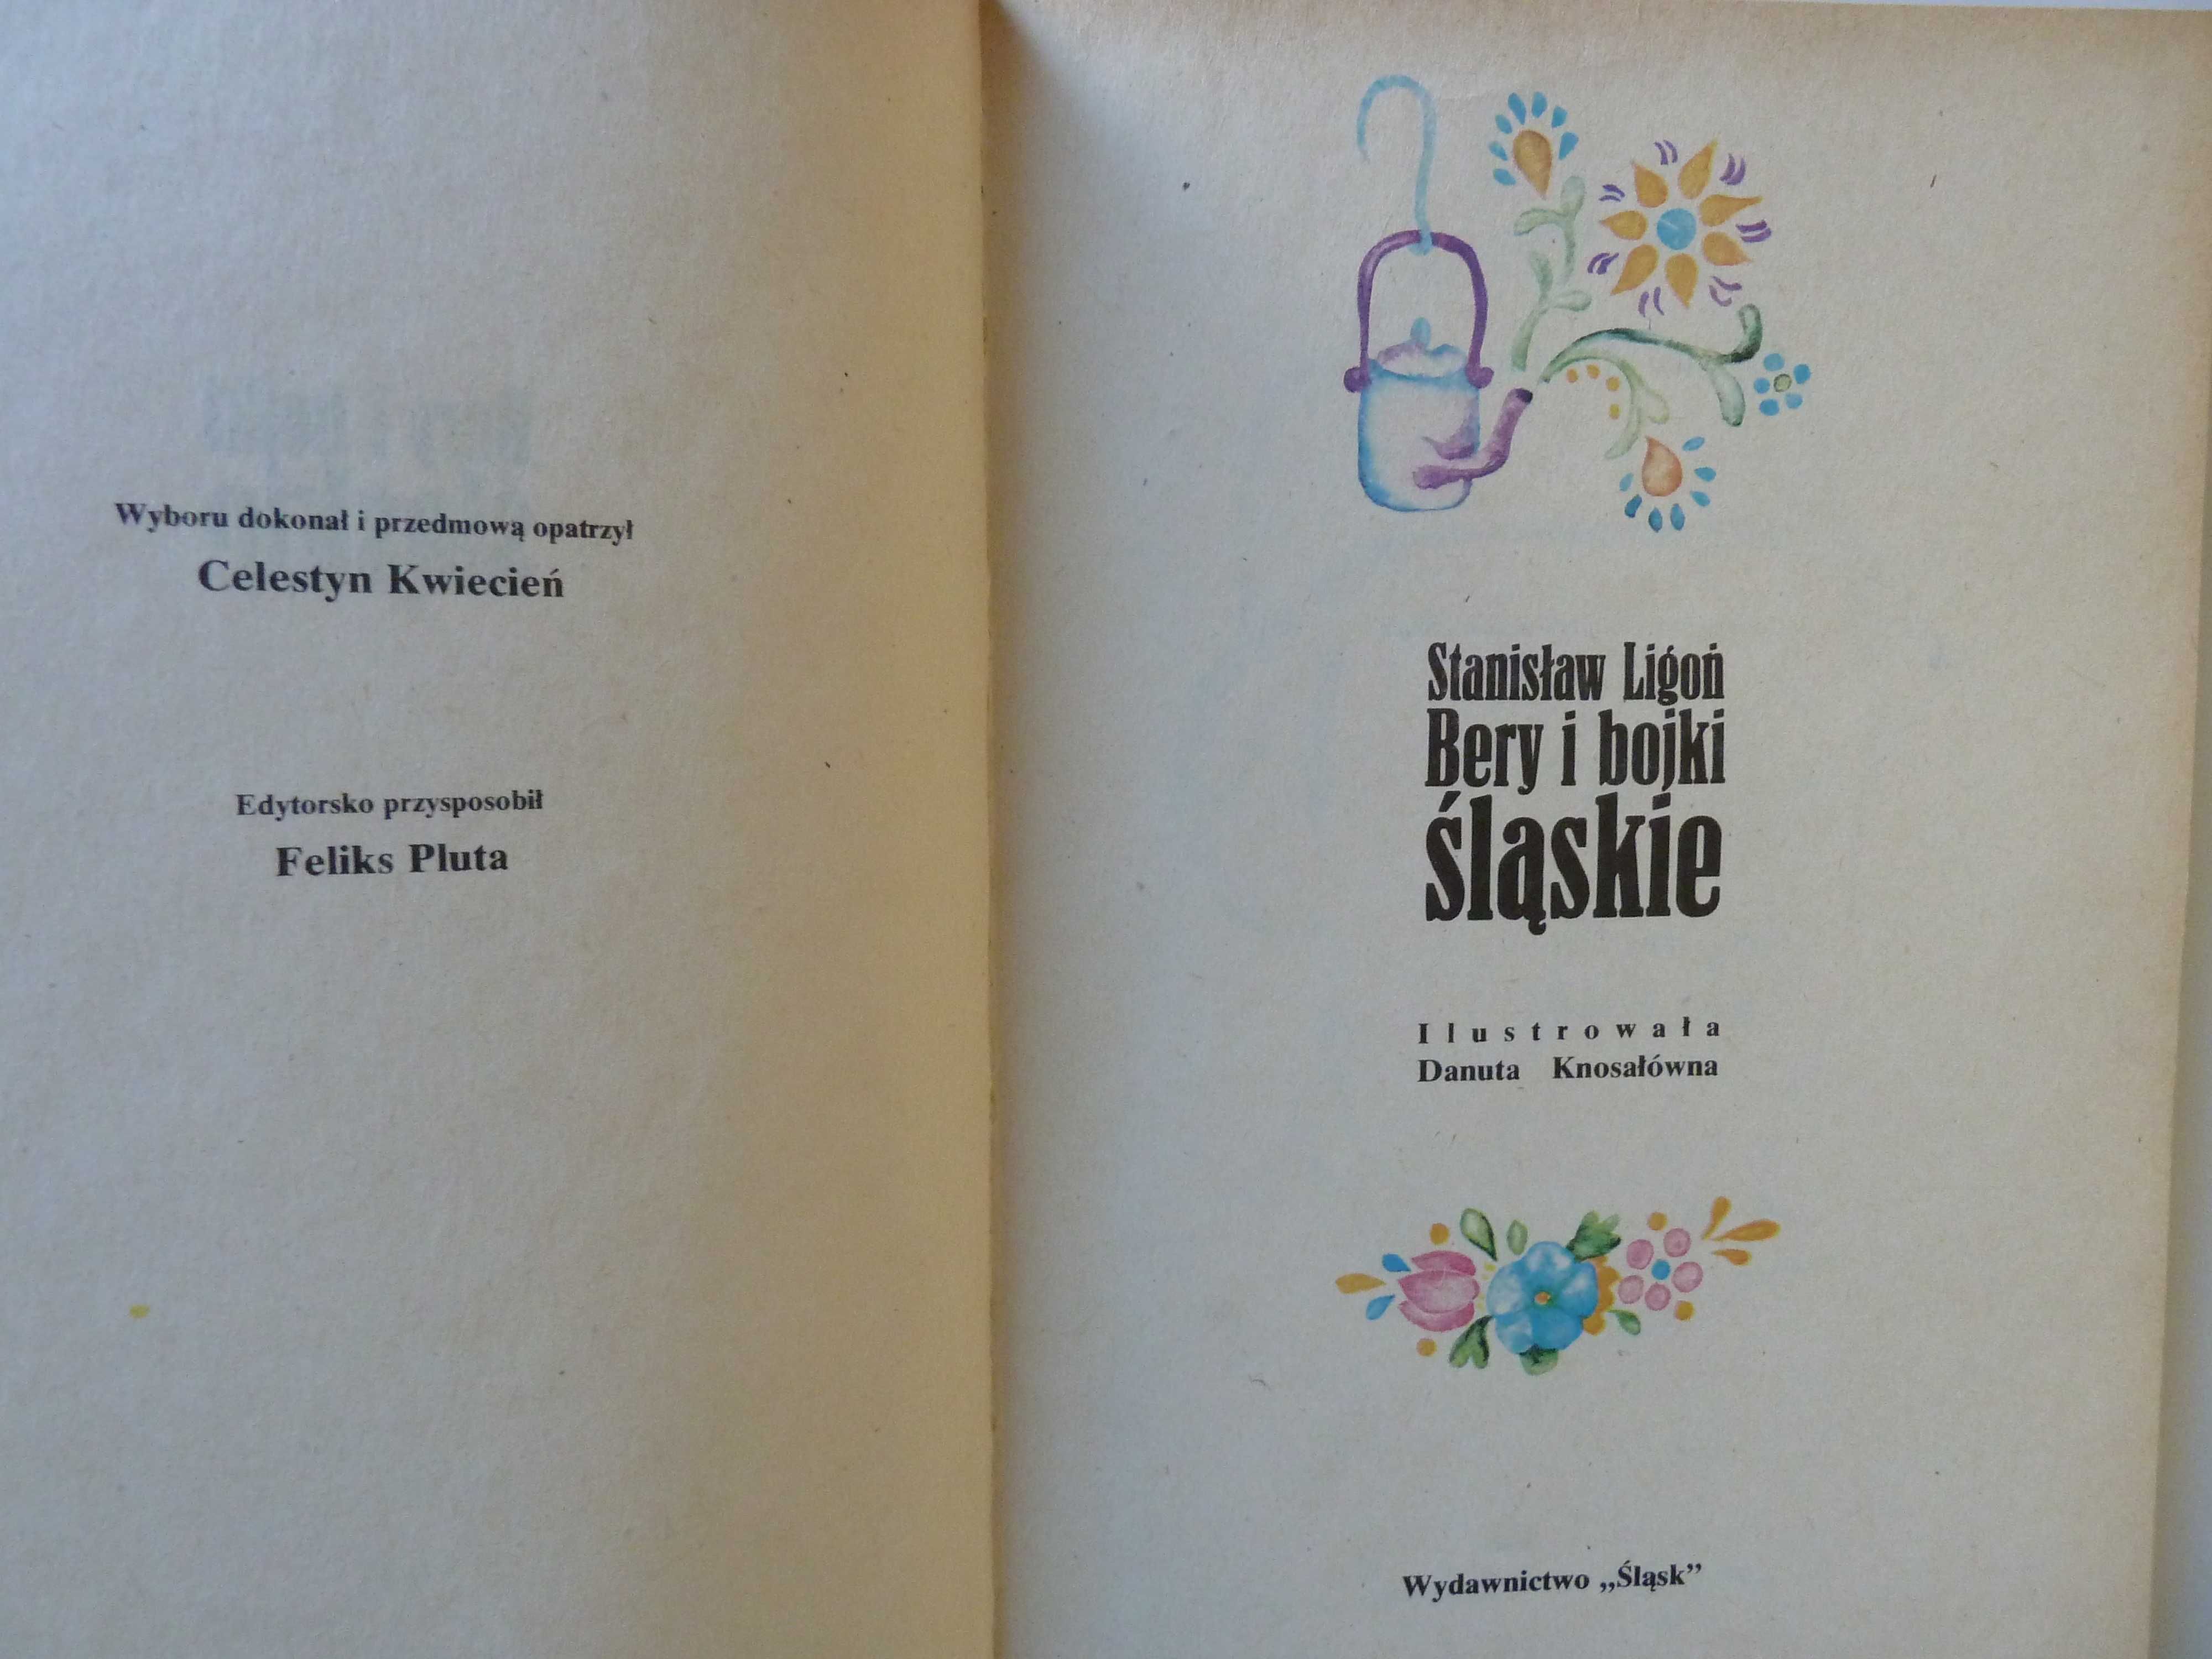 Wyboru dokonał i przedmową opatrzył
Celestyn Kwiecień
Edytorsko przysposobił
Feliks Pluta
Stanisław Ligoń
Bery i bojki
śląskie
Ilustrowała
Danuta Knosałówna
Wydawnictwo „Śląsk”